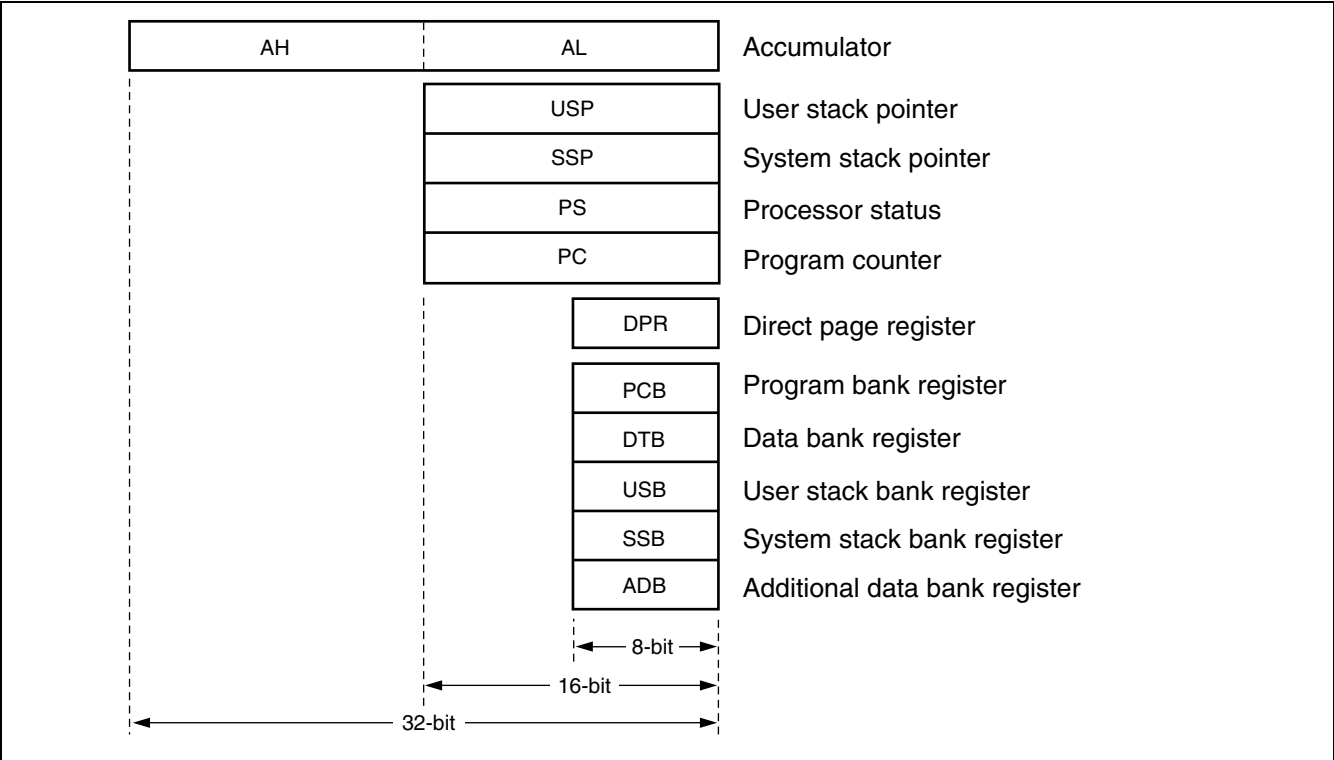 AH AL Accumulator
USP User stack pointer
SSP System stack pointer
PS Processor status
PC Program counter
DPR Direct page register
PCB Program bank register
DTB Data bank register
USB User stack bank register
SSB System stack bank register
ADB Additional data bank register
8-bit
16-bit
32-bit